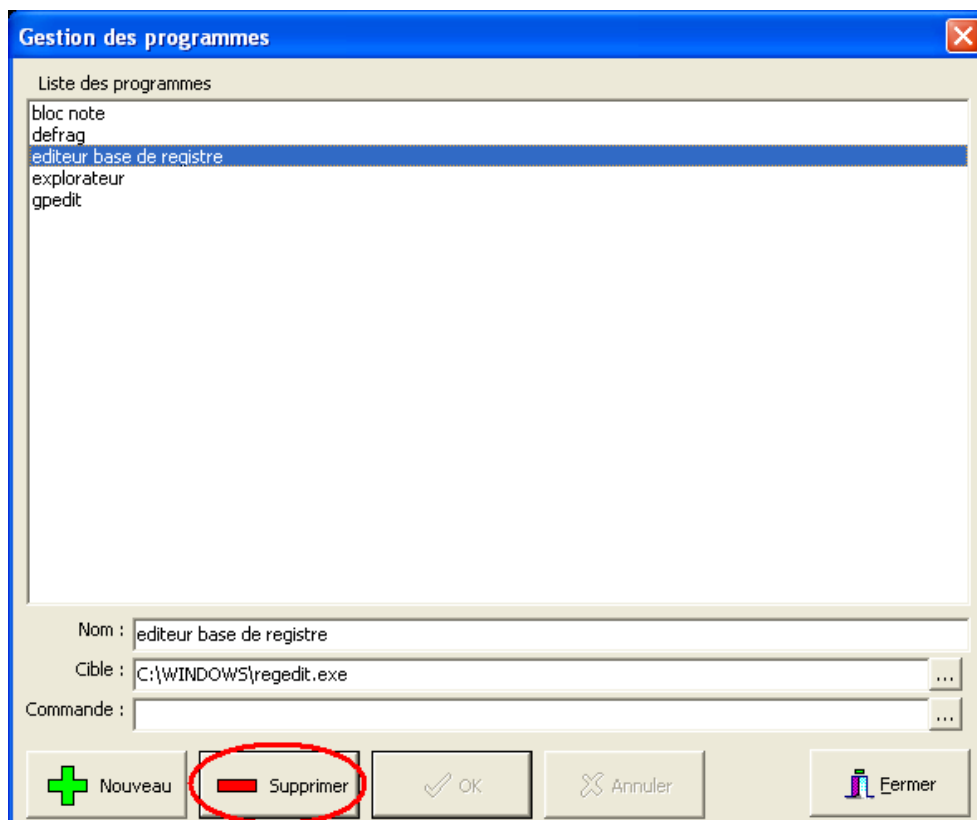 Gestion des programmes
Liste des programmes
bloc note
defrag
editeur base de registre
explorateur
gpedit
Nom : editeur base de registre
Cible : C:\WINDOWS\regedit.exe ...
Commande : ...
Nouveau Supprimer OK Annuler Fermer